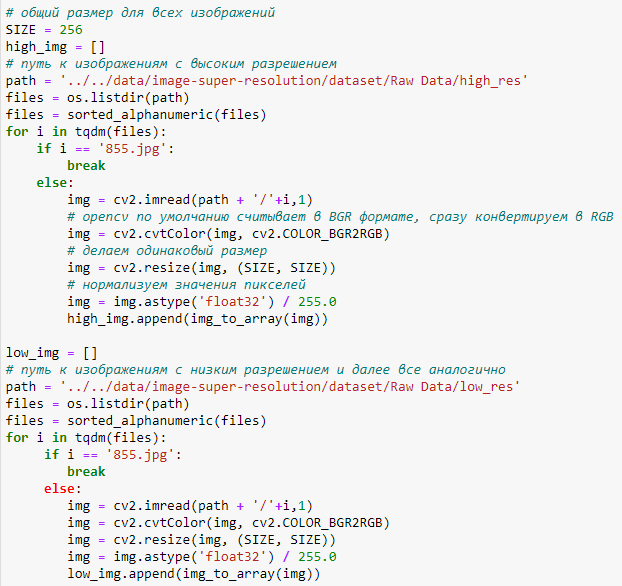 # общий размер для всех изображений
SIZE = 256
high_img = []
# путь к изображениям с высоким разрешением
path = '../../data/image-super-resolution/dataset/Raw Data/high_res'
files = os.listdir(path)
files = sorted_alphanumeric(files)
for i in tqdm(files):
    if i == '855.jpg':
        break
    else:
        img = cv2.imread(path + '/'+i,1)
        # opencv по умолчанию считывает в BGR формате, сразу конвертируем в RGB
        img = cv2.cvtColor(img, cv2.COLOR_BGR2RGB)
        # делаем одинаковый размер
        img = cv2.resize(img, (SIZE, SIZE))
        # нормализуем значения пикселей
        img = img.astype('float32') / 255.0
        high_img.append(img_to_array(img))

low_img = []
# путь к изображениям с низким разрешением и далее все аналогично
path = '../../data/image-super-resolution/dataset/Raw Data/low_res'
files = os.listdir(path)
files = sorted_alphanumeric(files)
for i in tqdm(files):
     if i == '855.jpg':
        break
     else:
        img = cv2.imread(path + '/'+i,1)
        img = cv2.cvtColor(img, cv2.COLOR_BGR2RGB)
        img = cv2.resize(img, (SIZE, SIZE))
        img = img.astype('float32') / 255.0
        low_img.append(img_to_array(img))